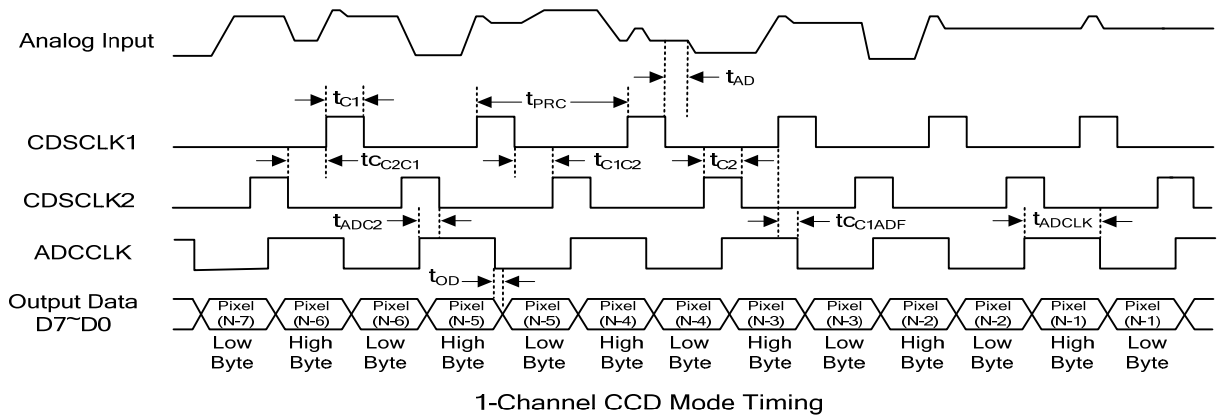 Analog Input
tAD
tC1
tPRC
CDSCLK1
tCC2C1
tC1C2
tC2
CDSCLK2
tADC2
tCC1ADF
tADCLK
ADCCLK
tOD
Output Data
D7~D0
Pixel (N-7) Pixel (N-6) Pixel (N-6) Pixel (N-5) Pixel (N-5) Pixel (N-4) Pixel (N-4) Pixel (N-3) Pixel (N-3) Pixel (N-2) Pixel (N-2) Pixel (N-1) Pixel (N-1)
Low Byte High Byte Low Byte High Byte Low Byte High Byte Low Byte High Byte Low Byte High Byte Low Byte High Byte Low Byte
1-Channel CCD Mode Timing